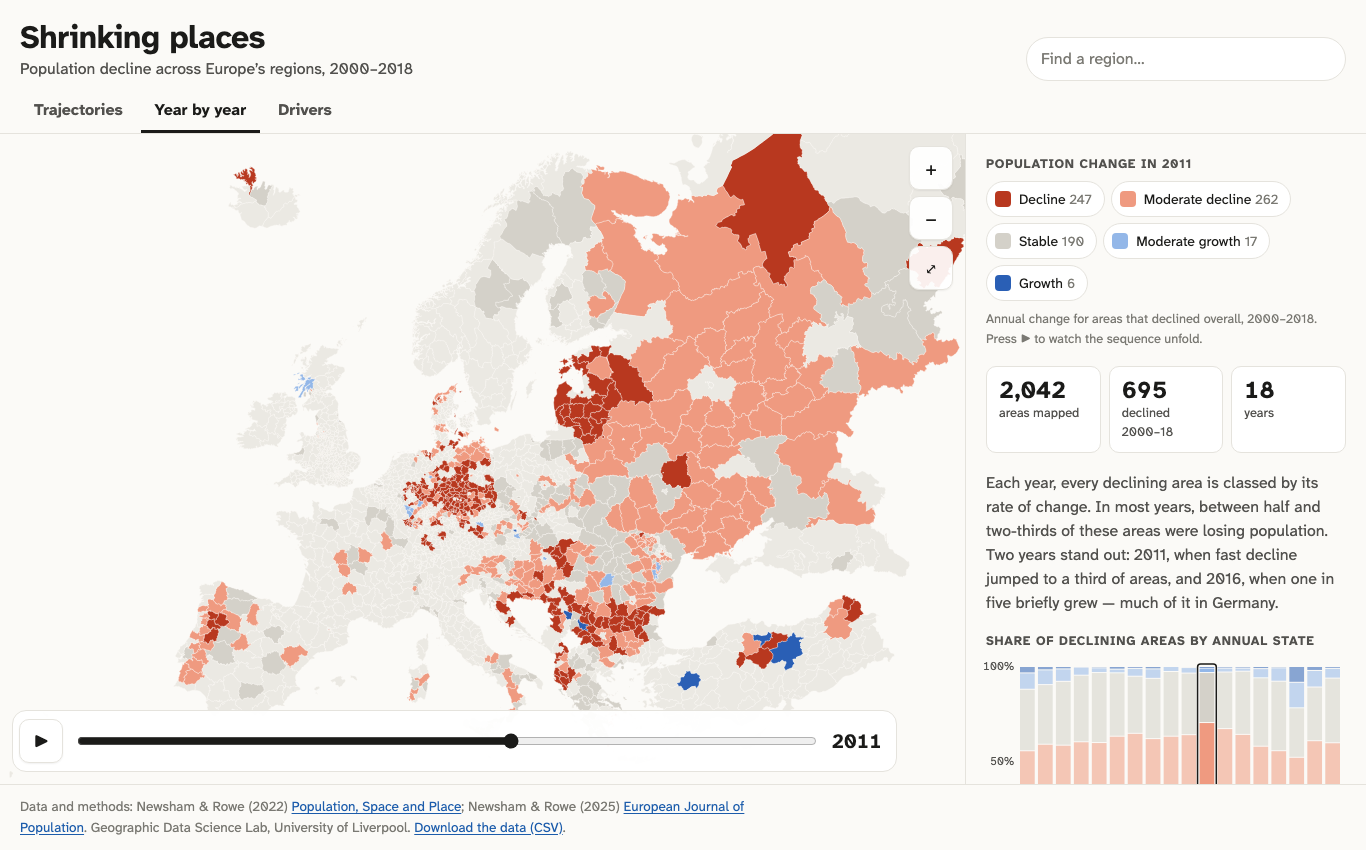 Shrinking places
Population decline across Europe's regions, 2000–2018
Find a region...
Trajectories
Year by year
Drivers
+
−
POPULATION CHANGE IN 2011
Decline 247
Moderate decline 262
Stable 190
Moderate growth 17
Growth 6
Annual change for areas that declined overall, 2000–2018.
Press ▶ to watch the sequence unfold.
2,042
areas mapped
695
declined
2000–18
18
years
Each year, every declining area is classed by its
rate of change. In most years, between half and
two-thirds of these areas were losing population.
Two years stand out: 2011, when fast decline
jumped to a third of areas, and 2016, when one in
five briefly grew — much of it in Germany.
SHARE OF DECLINING AREAS BY ANNUAL STATE
100%
50%
2011
Data and methods: Newsham & Rowe (2022) Population, Space and Place; Newsham & Rowe (2025) European Journal of
Population. Geographic Data Science Lab, University of Liverpool. Download the data (CSV).